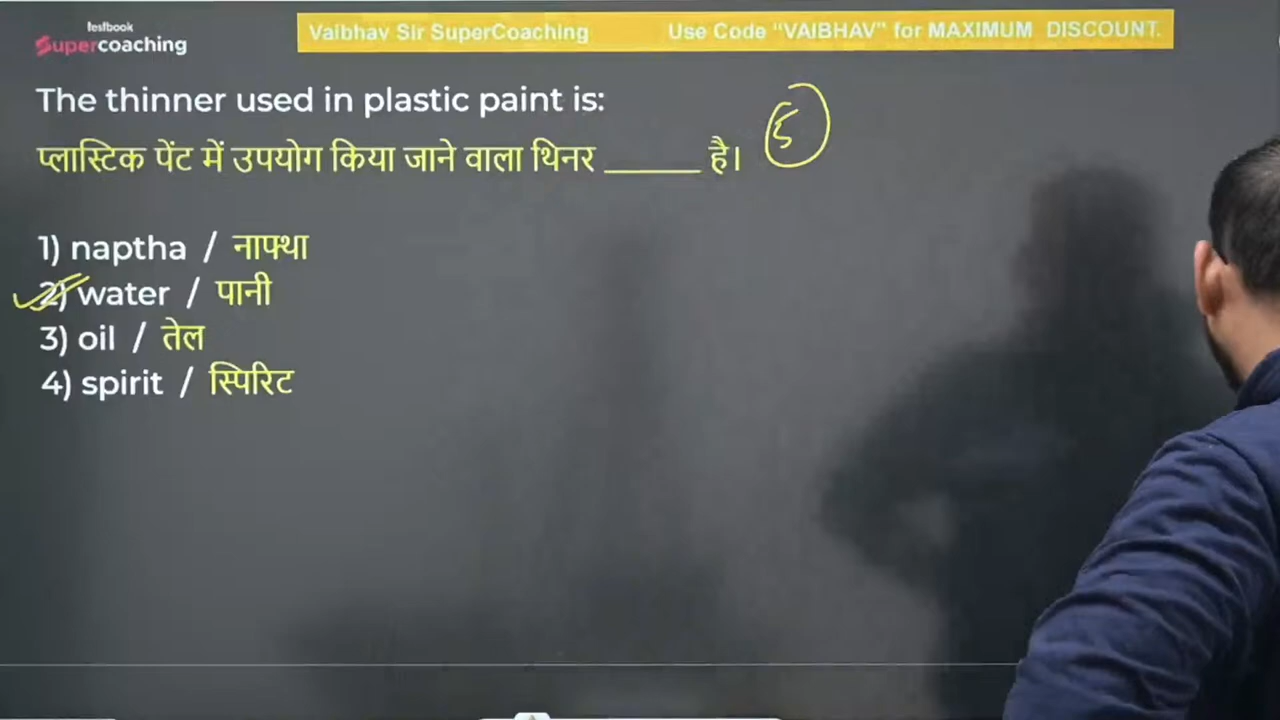 testbook
Supercoaching
Vaibhav Sir SuperCoaching Use Code "VAIBHAV" for MAXIMUM DISCOUNT.
The thinner used in plastic paint is:
प्लास्टिक पेंट में उपयोग किया जाने वाला थिनर ______ है।
5
1) naptha / नाफ्था
2) water / पानी
3) oil / तेल
4) spirit / स्पिरिट